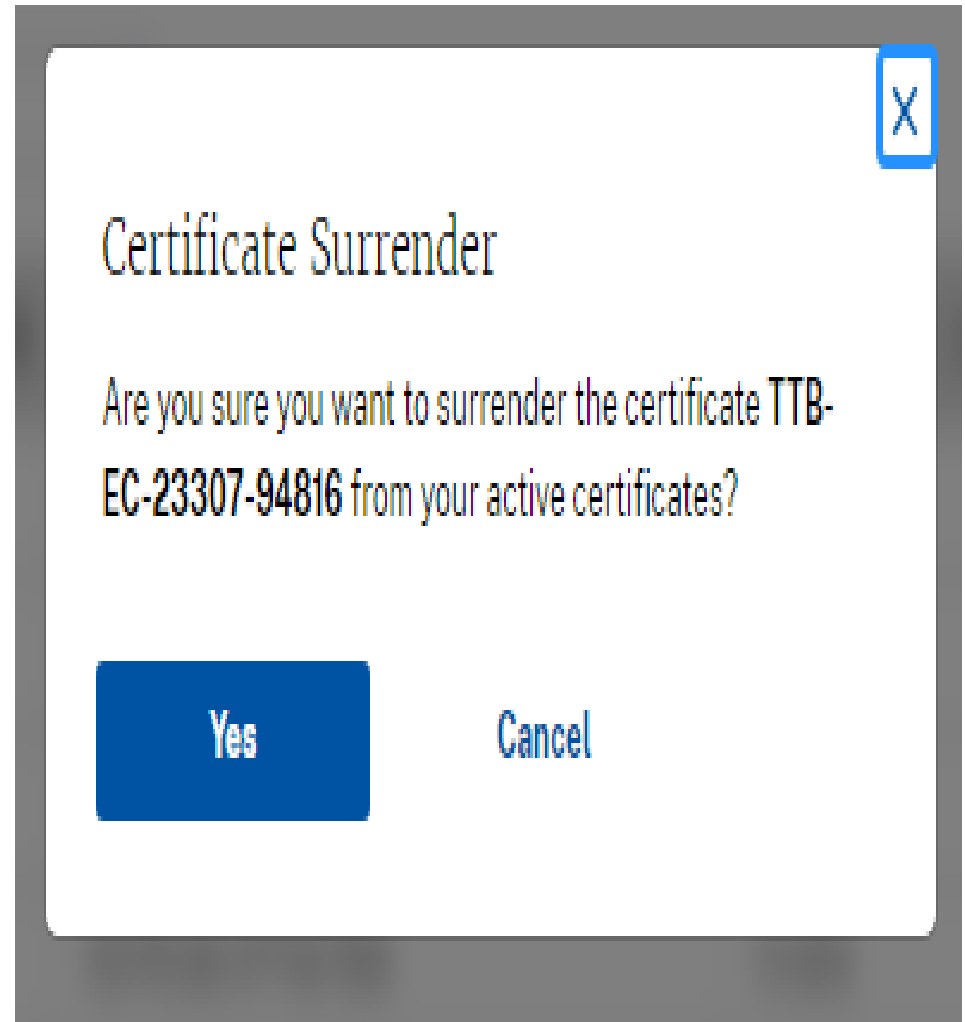 X
Certificate Surrender
Are you sure you want to surrender the certificate TTB-
EC-23307-94816 from your active certificates?
Yes Cancel